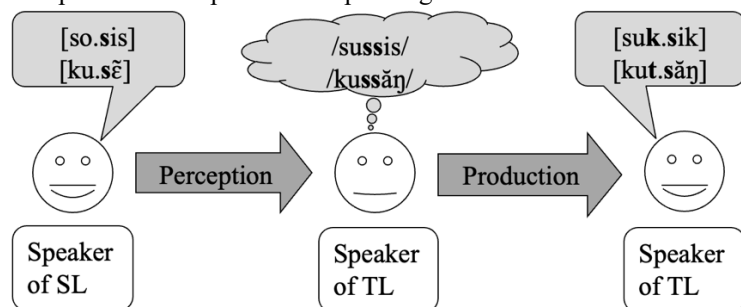 [so.sis]
[ku.sɛ̃]
/sussis/
/kussăŋ/
[suk.sik]
[kut.săŋ]
Perception
Production
Speaker
of SL
Speaker
of TL
Speaker
of TL